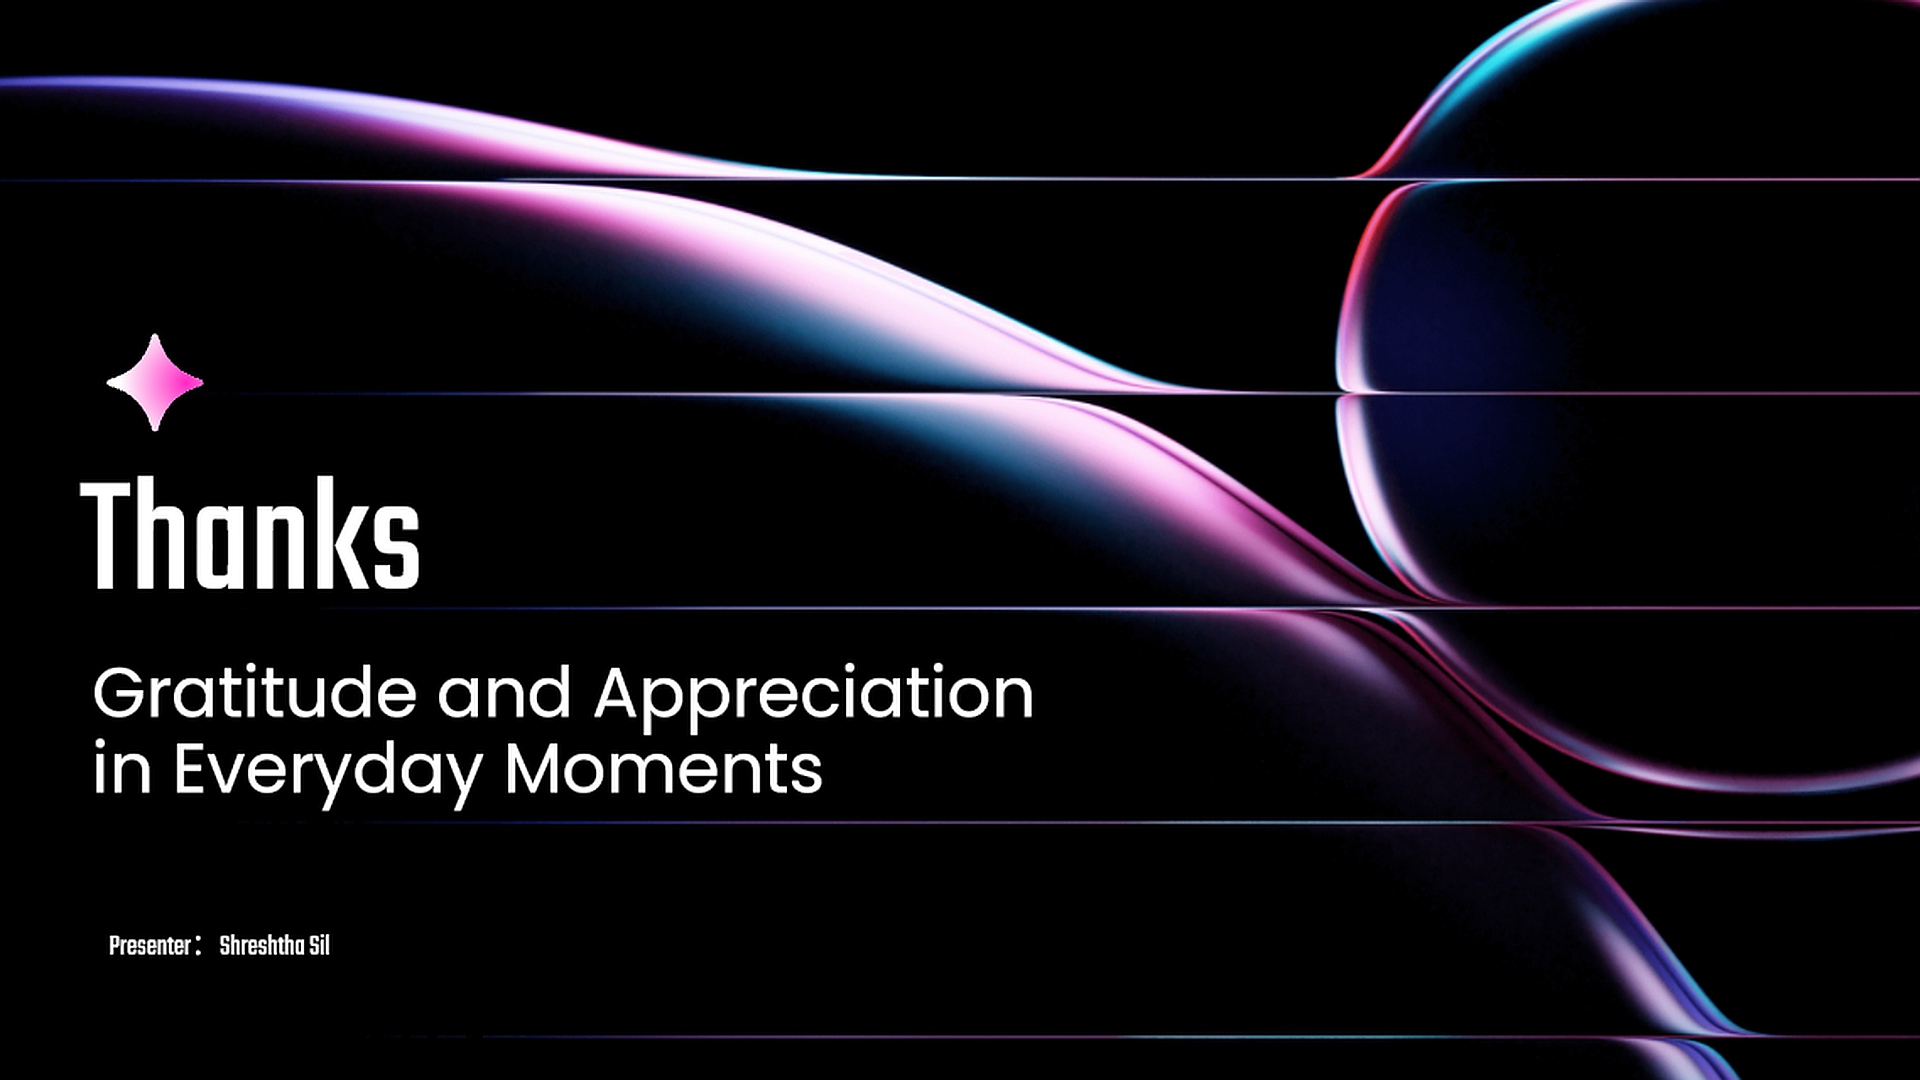 Thanks
Gratitude and Appreciation
in Everyday Moments
Presenter： Shreshtha Sil